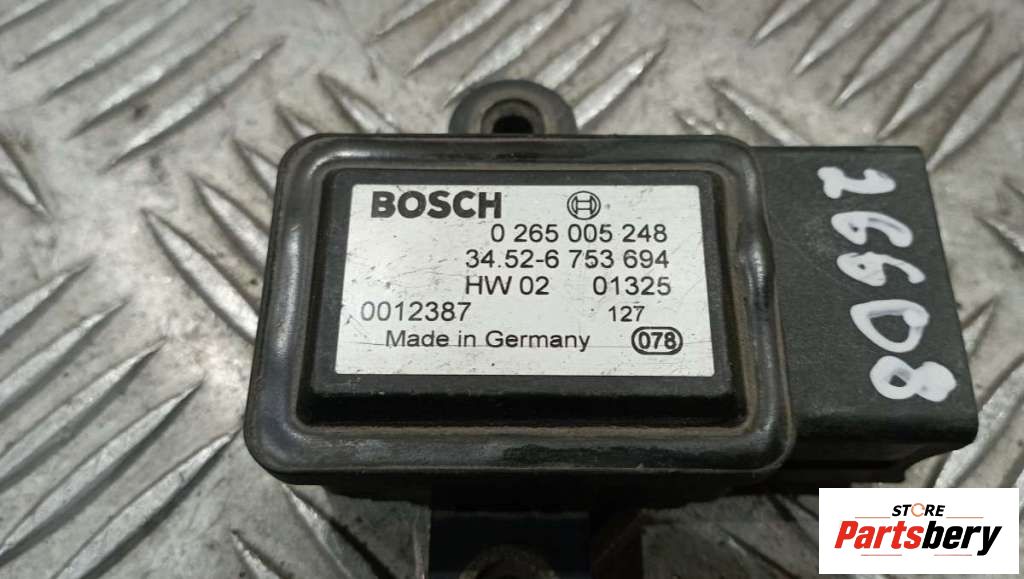 BOSCH
0 265 005 248
34.52-6 753 694
HW 02 01325
0012387 127
Made in Germany 078
26608
STORE
Partsbery